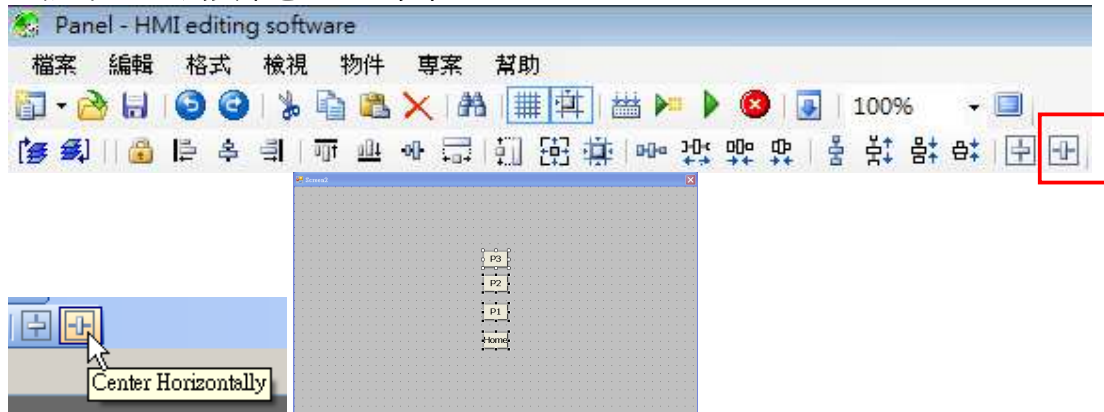 Panel - HMI editing software
檔案 編輯 格式 檢視 物件 專案 幫助
100%
Screen2
P3
P2
P1
Home
Center Horizontally